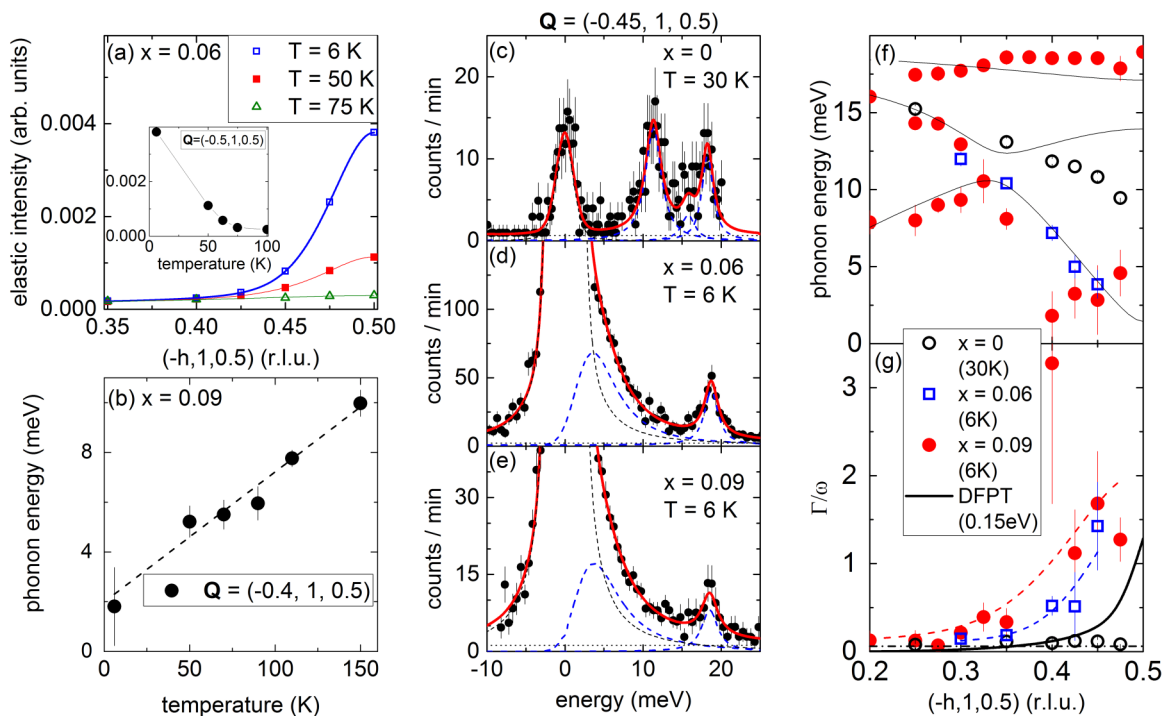 (a) x = 0.06
T = 6 K
T = 50 K
T = 75 K
elastic intensity (arb. units)
0.004
0.002
0.000
Q=(-0.5,1,0.5)
0.002
0.000
0
50
100
temperature (K)
0.35
0.40
0.45
0.50
(-h,1,0.5) (r.l.u.)
(b) x = 0.09
phonon energy (meV)
8
4
0
Q = (-0.4, 1, 0.5)
0
50
100
150
temperature (K)
Q = (-0.45, 1, 0.5)
(c)
x = 0
T = 30 K
counts / min
20
10
0
(d)
x = 0.06
T = 6 K
counts / min
100
50
0
(e)
x = 0.09
T = 6 K
counts / min
30
15
0
-10
0
10
20
energy (meV)
(f)
phonon energy (meV)
15
10
5
0
(g)
x = 0
(30K)
x = 0.06
(6K)
x = 0.09
(6K)
DFPT
(0.15eV)
Γ/ω
3
2
1
0
0.2
0.3
0.4
0.5
(-h,1,0.5) (r.l.u.)